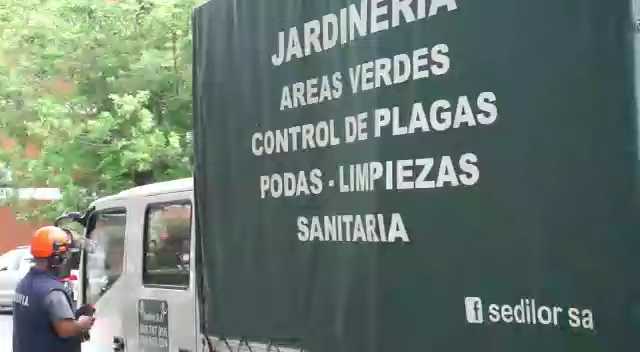 JARDINERIA
AREAS VERDES
CONTROL DE PLAGAS
PODAS - LIMPIEZAS
SANITARIA
f sedilor sa